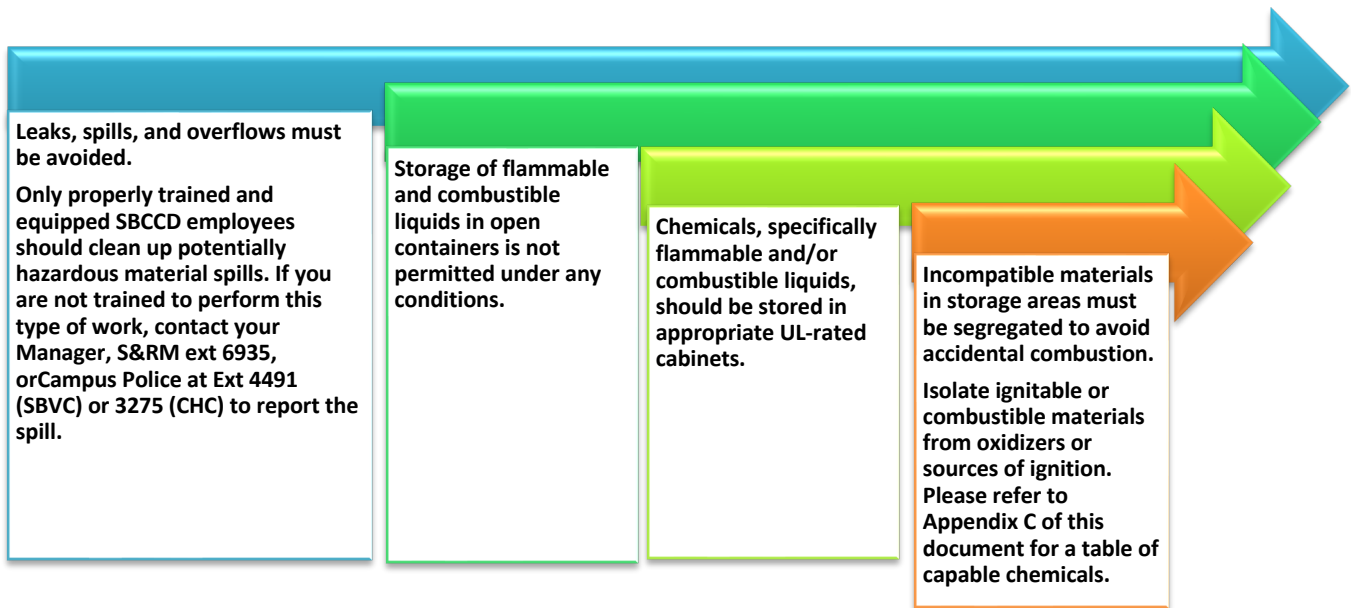 Leaks, spills, and overflows must
be avoided.
Only properly trained and
equipped SBCCD employees
should clean up potentially
hazardous material spills. If you
are not trained to perform this
type of work, contact your
Manager, S&RM ext 6935,
orCampus Police at Ext 4491
(SBVC) or 3275 (CHC) to report the
spill.
Storage of flammable
and combustible
liquids in open
containers is not
permitted under any
conditions.
Chemicals, specifically
flammable and/or
combustible liquids,
should be stored in
appropriate UL-rated
cabinets.
Incompatible materials
in storage areas must
be segregated to avoid
accidental combustion.
Isolate ignitable or
combustible materials
from oxidizers or
sources of ignition.
Please refer to
Appendix C of this
document for a table of
capable chemicals.